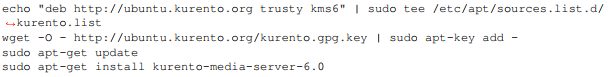 echo "deb http://ubuntu.kurento.org trusty kms6" | sudo tee /etc/apt/sources.list.d/
↪kurento.list
wget -O - http://ubuntu.kurento.org/kurento.gpg.key | sudo apt-key add -
sudo apt-get update
sudo apt-get install kurento-media-server-6.0